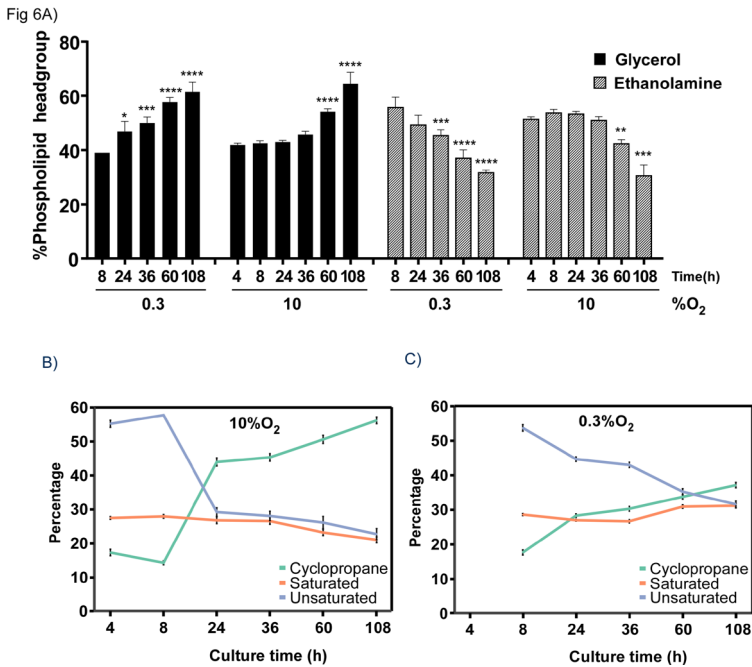 Fig 6A)
%Phospholipid headgroup
80
60
40
20
0
* *** **** ****
**** ****
*** **** ****
** ***
Glycerol
Ethanolamine
8 24 36 60 108 4 8 24 36 60 108 8 24 36 60 108 4 8 24 36 60 108 Time(h)
0.3 10 0.3 10 %O₂
B)
10%O₂
Percentage
60
50
40
30
20
10
0
Cyclopropane
Saturated
Unsaturated
4 8 24 36 60 108
Culture time (h)
C)
0.3%O₂
Percentage
60
50
40
30
20
10
0
Cyclopropane
Saturated
Unsaturated
4 8 24 36 60 108
Culture time (h)